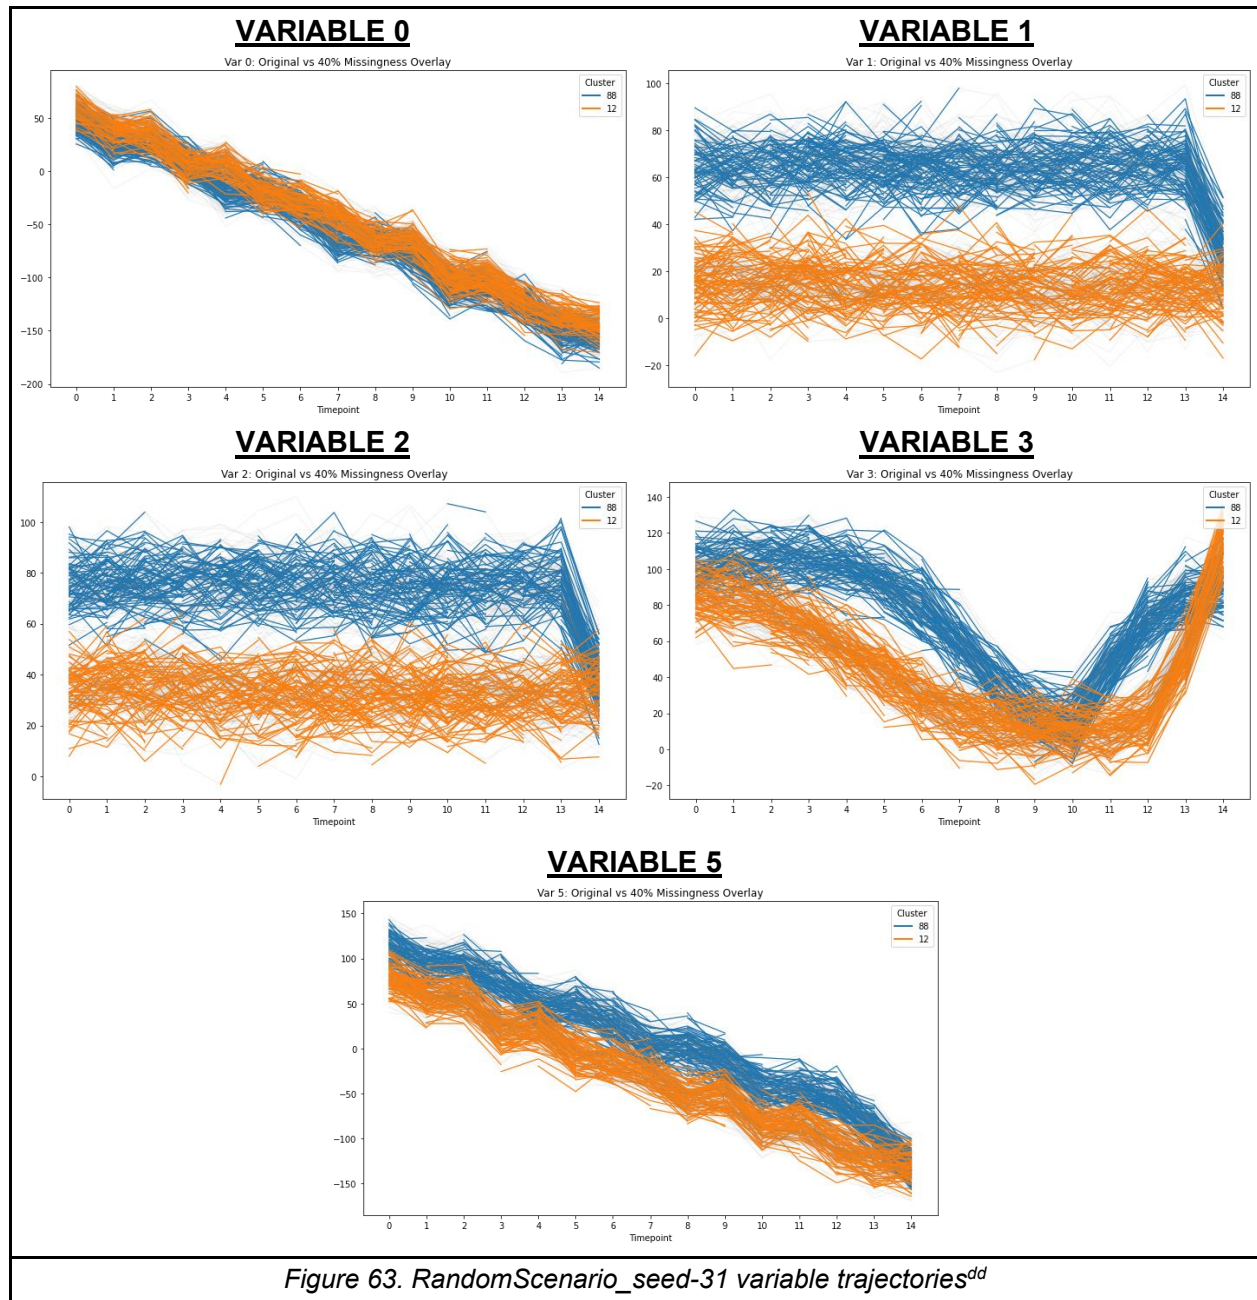 VARIABLE 0
VARIABLE 1
Var 0: Original vs 40% Missingness Overlay
Cluster
88
12
50
0
−50
−100
−150
−200
0 1 2 3 4 5 6 7 8 9 10 11 12 13 14
Timepoint
Var 1: Original vs 40% Missingness Overlay
Cluster
88
12
100
80
60
40
20
0
−20
0 1 2 3 4 5 6 7 8 9 10 11 12 13 14
Timepoint
VARIABLE 2
VARIABLE 3
Var 2: Original vs 40% Missingness Overlay
Cluster
88
12
100
80
60
40
20
0
0 1 2 3 4 5 6 7 8 9 10 11 12 13 14
Timepoint
Var 3: Original vs 40% Missingness Overlay
Cluster
88
12
140
120
100
80
60
40
20
0
−20
0 1 2 3 4 5 6 7 8 9 10 11 12 13 14
Timepoint
VARIABLE 5
Var 5: Original vs 40% Missingness Overlay
Cluster
88
12
150
100
50
0
−50
−100
−150
0 1 2 3 4 5 6 7 8 9 10 11 12 13 14
Timepoint
Figure 63. RandomScenario_seed-31 variable trajectories^dd